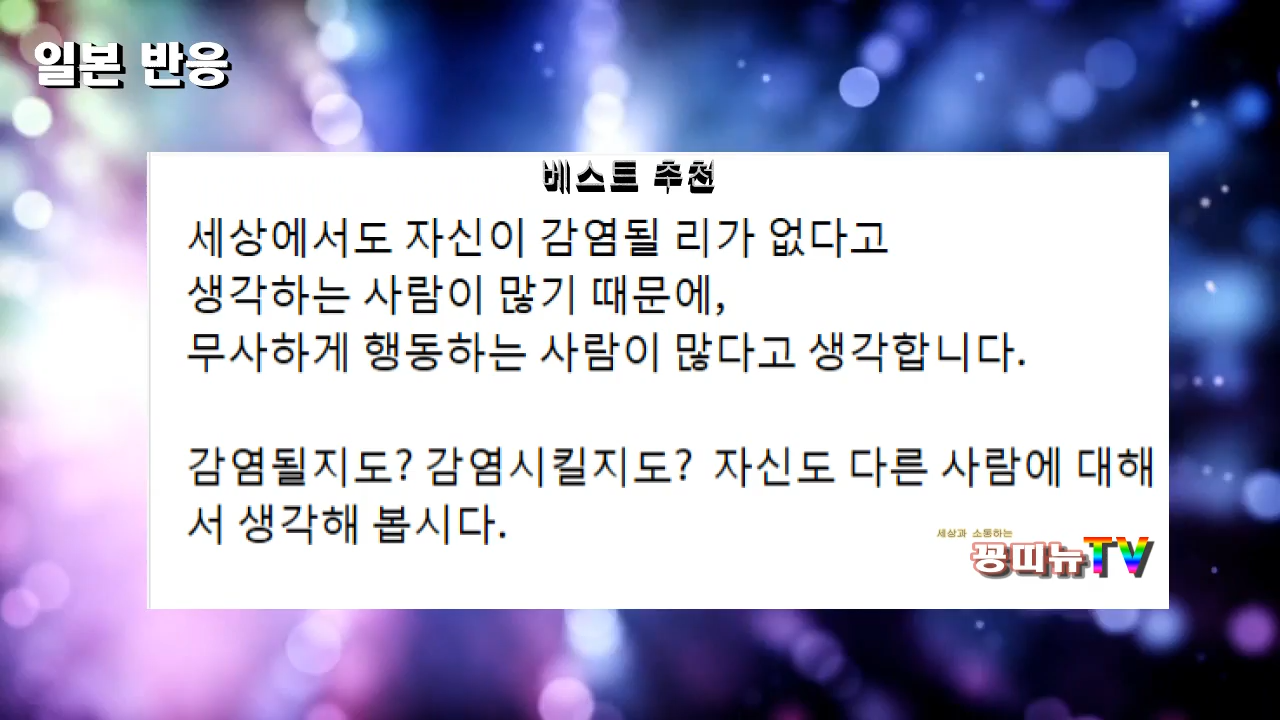 일본 반응
베스트 추천
세상에서도 자신이 감염될 리가 없다고
생각하는 사람이 많기 때문에,
무사하게 행동하는 사람이 많다고 생각합니다.
감염될지도? 감염시킬지도? 자신도 다른 사람에 대해
서 생각해 봅시다.
세상과 소통하는
꽁띠뉴TV